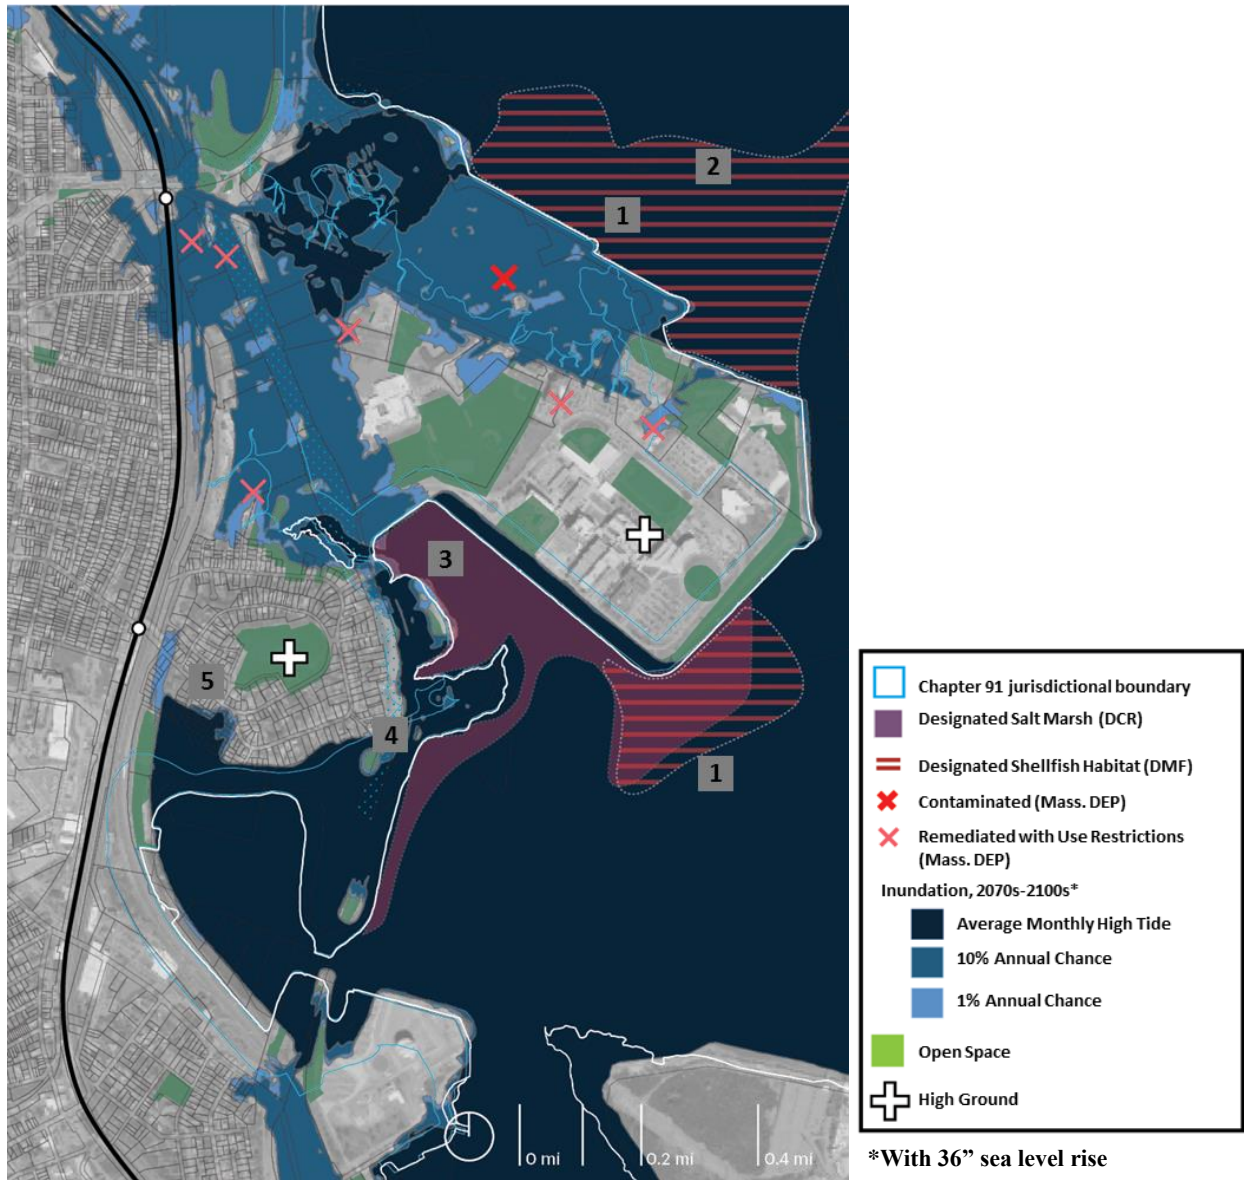 2
1
3
5
4
1
0 mi
0.2 mi
0.4 mi
Chapter 91 jurisdictional boundary
Designated Salt Marsh (DCR)
Designated Shellfish Habitat (DMF)
Contaminated (Mass. DEP)
Remediated with Use Restrictions
(Mass. DEP)
Inundation, 2070s-2100s*
Average Monthly High Tide
10% Annual Chance
1% Annual Chance
Open Space
High Ground
*With 36” sea level rise